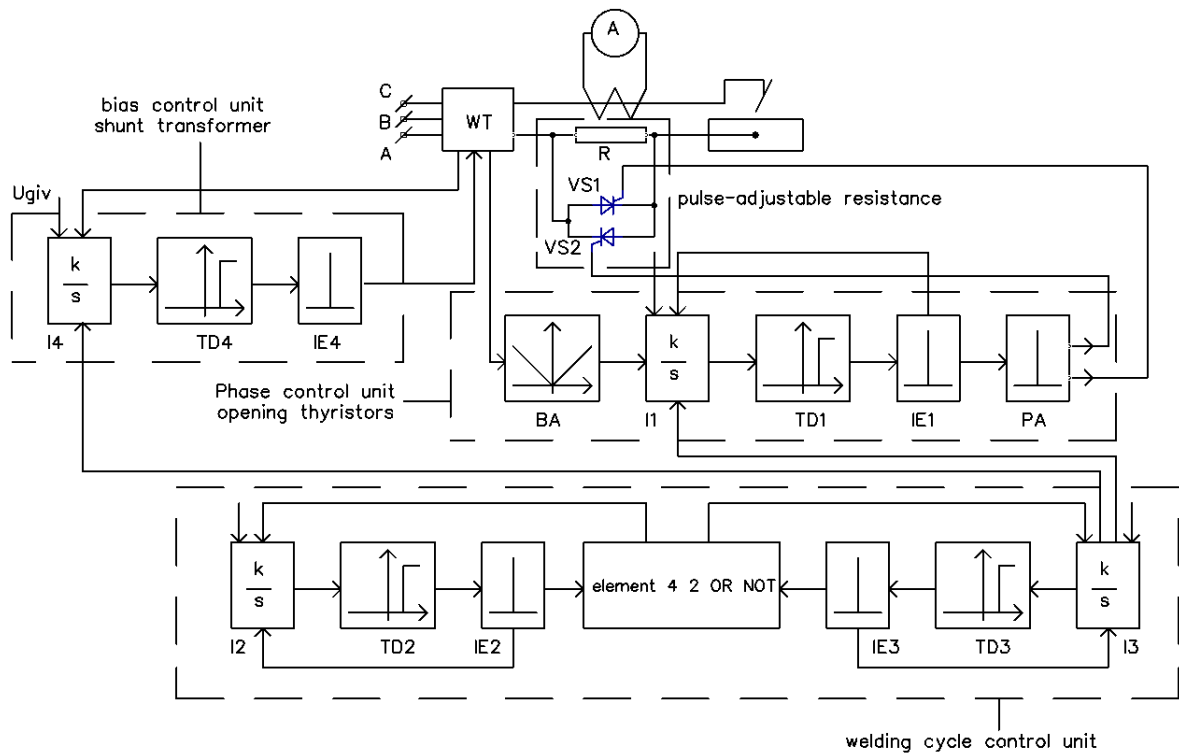 A
C
B
A
WT
R
bias control unit
shunt transformer
Ugiv
VS1
VS2
pulse-adjustable resistance
k
s
I4
TD4
IE4
Phase control unit
opening thyristors
BA
k
s
I1
TD1
IE1
PA
k
s
I2
TD2
IE2
element 4 2 OR NOT
IE3
TD3
k
s
I3
welding cycle control unit